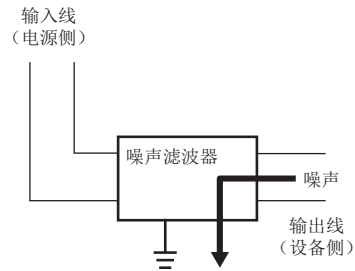 输入线
（电源侧）
噪声滤波器
噪声
输出线
（设备侧）